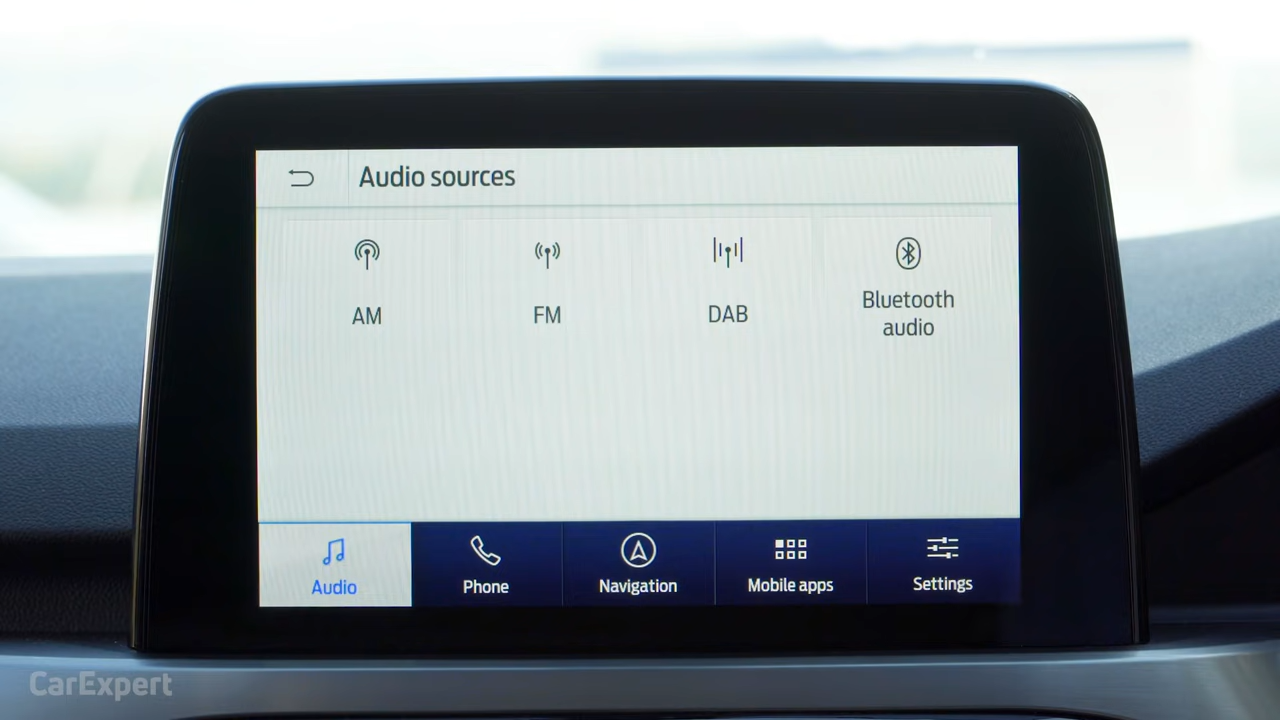 Audio sources
AM
FM
DAB
Bluetooth
audio
Audio
Phone
Navigation
Mobile apps
Settings
CarExpert